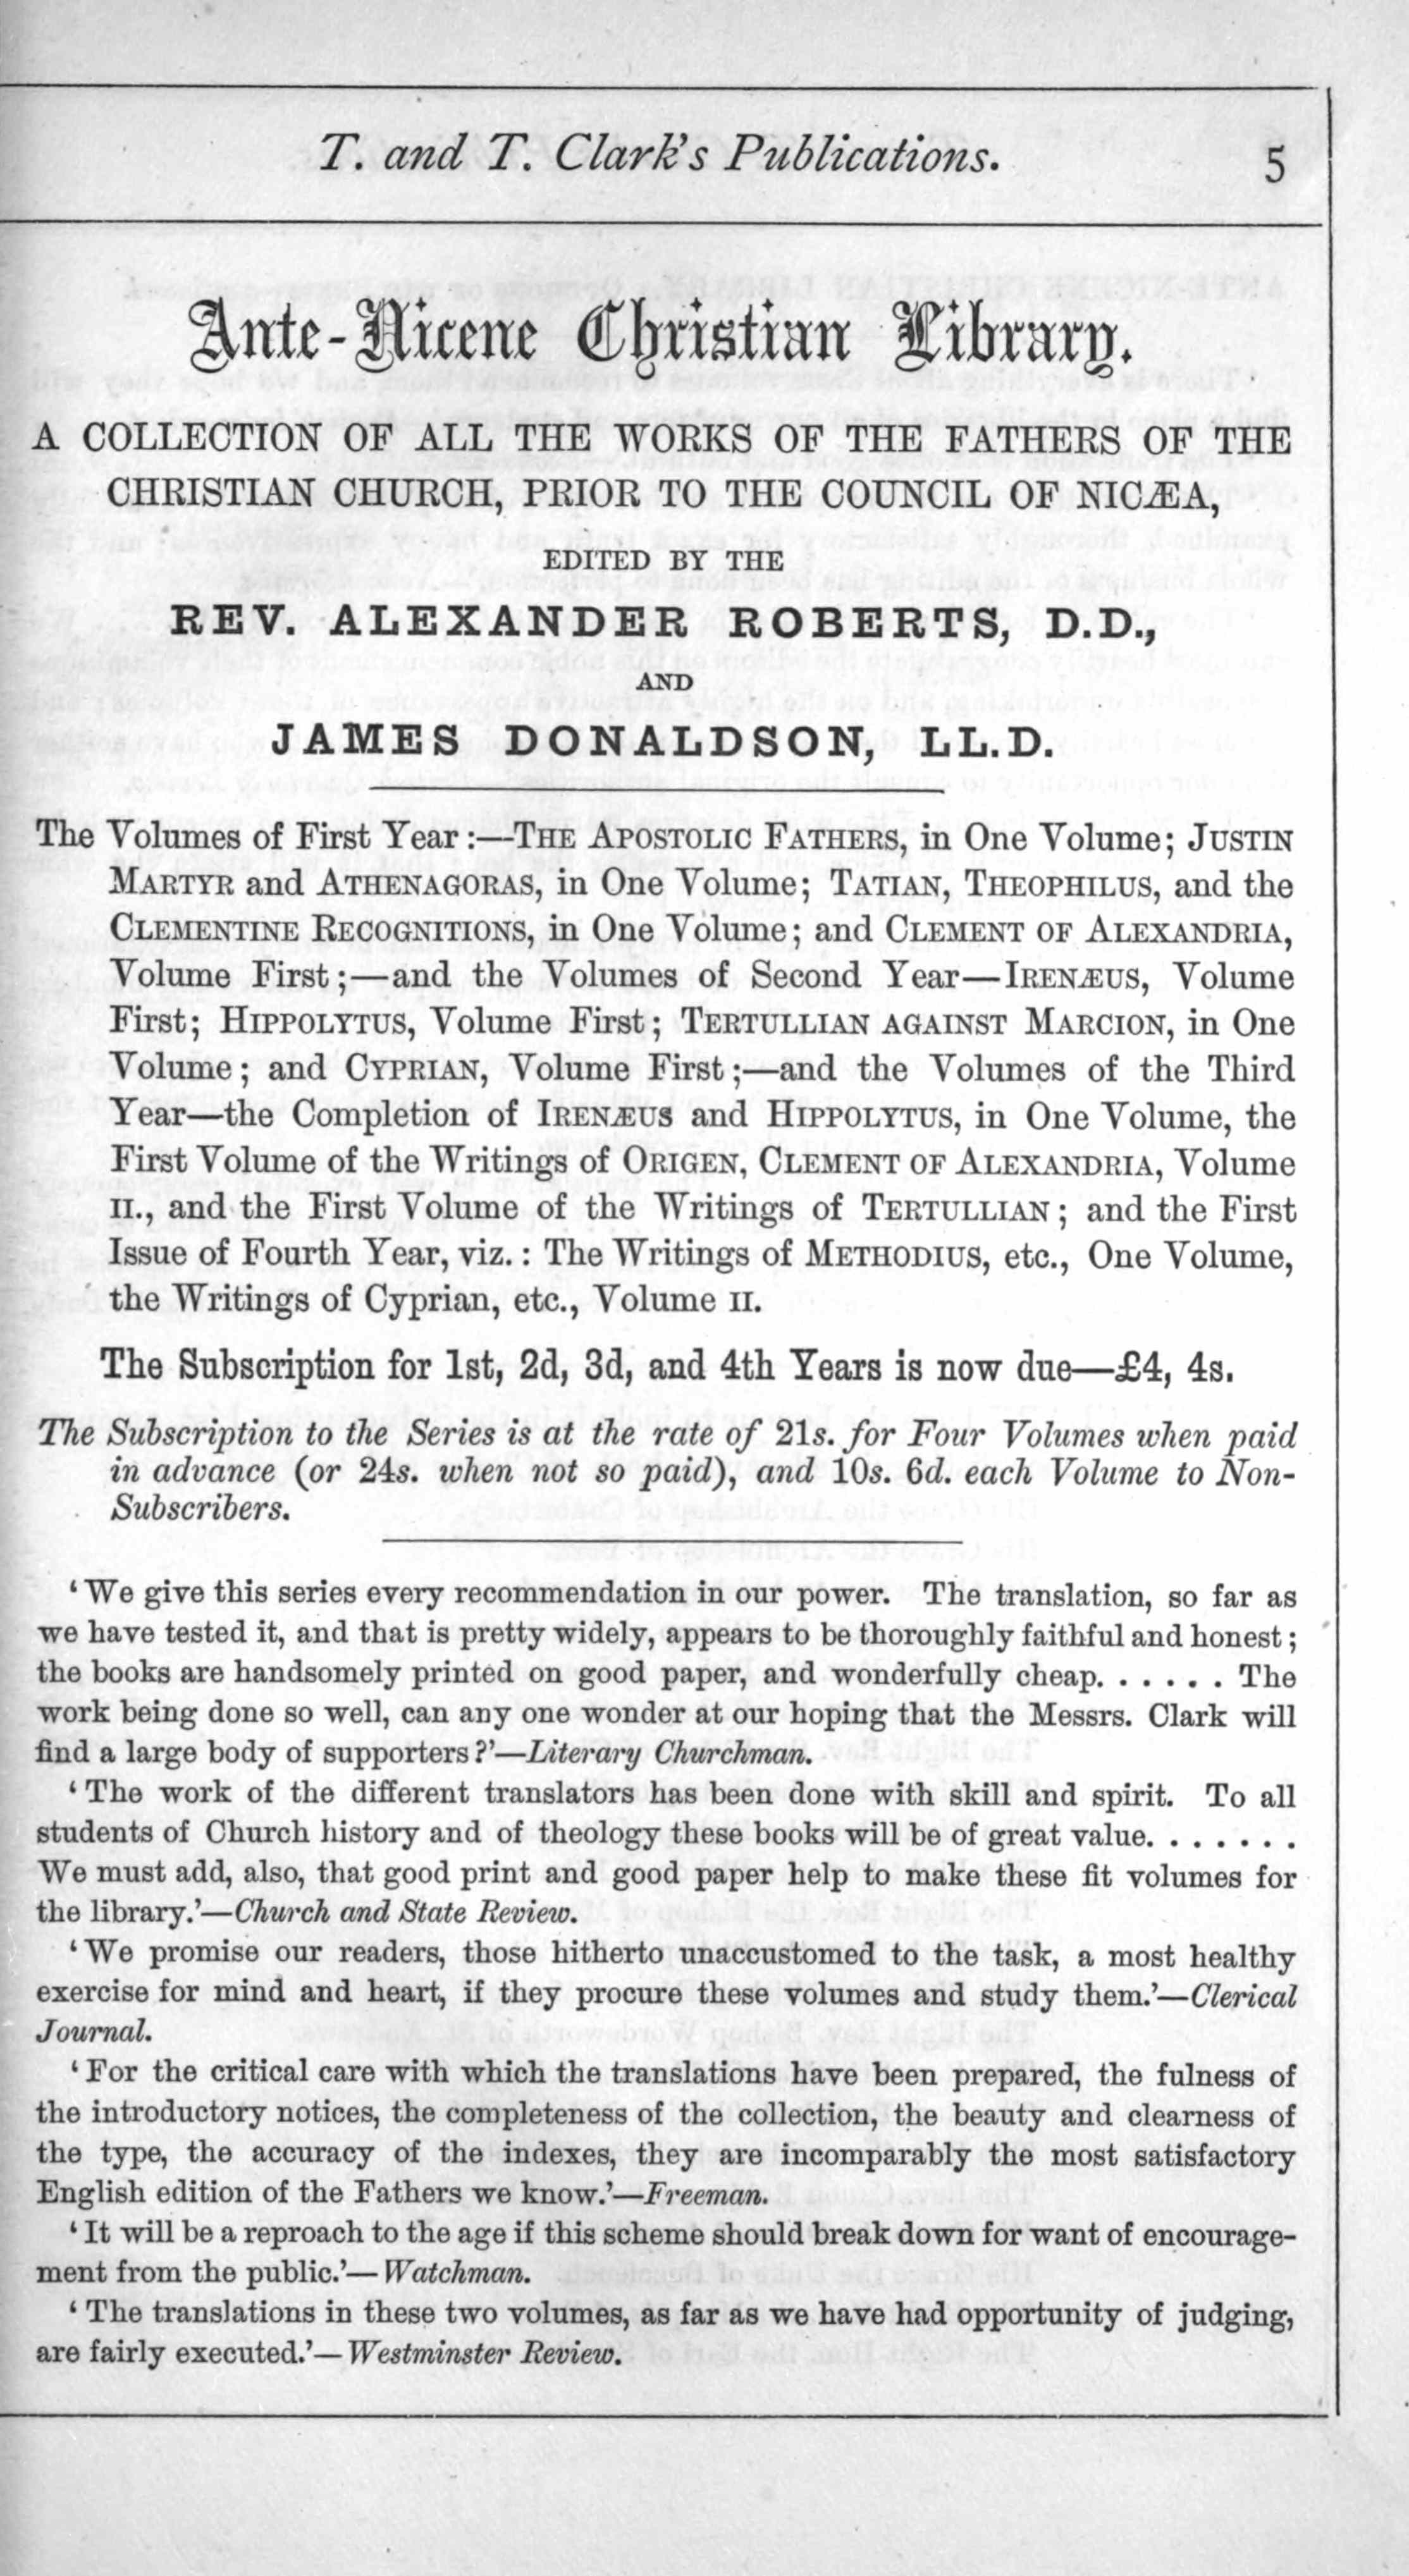 T. and T. Clark's Publications. 5
Ante-Nicene Christian Library.
A COLLECTION OF ALL THE WORKS OF THE FATHERS OF THE
CHRISTIAN CHURCH, PRIOR TO THE COUNCIL OF NICÆA,
EDITED BY THE
REV. ALEXANDER ROBERTS, D.D.,
AND
JAMES DONALDSON, LL.D.
The Volumes of First Year:—THE APOSTOLIC FATHERS, in One Volume; JUSTIN
MARTYR and ATHENAGORAS, in One Volume; TATIAN, THEOPHILUS, and the
CLEMENTINE RECOGNITIONS, in One Volume; and CLEMENT OF ALEXANDRIA,
Volume First;—and the Volumes of Second Year—IRENÆUS, Volume
First; HIPPOLYTUS, Volume First; TERTULLIAN AGAINST MARCION, in One
Volume; and CYPRIAN, Volume First;—and the Volumes of the Third
Year—the Completion of IRENÆUS and HIPPOLYTUS, in One Volume, the
First Volume of the Writings of ORIGEN, CLEMENT OF ALEXANDRIA, Volume
II., and the First Volume of the Writings of TERTULLIAN; and the First
Issue of Fourth Year, viz.: The Writings of METHODIUS, etc., One Volume,
the Writings of Cyprian, etc., Volume II.
The Subscription for 1st, 2d, 3d, and 4th Years is now due—£4, 4s.
The Subscription to the Series is at the rate of 21s. for Four Volumes when paid
in advance (or 24s. when not so paid), and 10s. 6d. each Volume to Non-
Subscribers.
'We give this series every recommendation in our power. The translation, so far as
we have tested it, and that is pretty widely, appears to be thoroughly faithful and honest;
the books are handsomely printed on good paper, and wonderfully cheap. . . . . . The
work being done so well, can any one wonder at our hoping that the Messrs. Clark will
find a large body of supporters?'—Literary Churchman.
'The work of the different translators has been done with skill and spirit. To all
students of Church history and of theology these books will be of great value. . . . . . .
We must add, also, that good print and good paper help to make these fit volumes for
the library.'—Church and State Review.
'We promise our readers, those hitherto unaccustomed to the task, a most healthy
exercise for mind and heart, if they procure these volumes and study them.'—Clerical
Journal.
'For the critical care with which the translations have been prepared, the fulness of
the introductory notices, the completeness of the collection, the beauty and clearness of
the type, the accuracy of the indexes, they are incomparably the most satisfactory
English edition of the Fathers we know.'—Freeman.
'It will be a reproach to the age if this scheme should break down for want of encourage-
ment from the public.'—Watchman.
'The translations in these two volumes, as far as we have had opportunity of judging,
are fairly executed.'—Westminster Review.